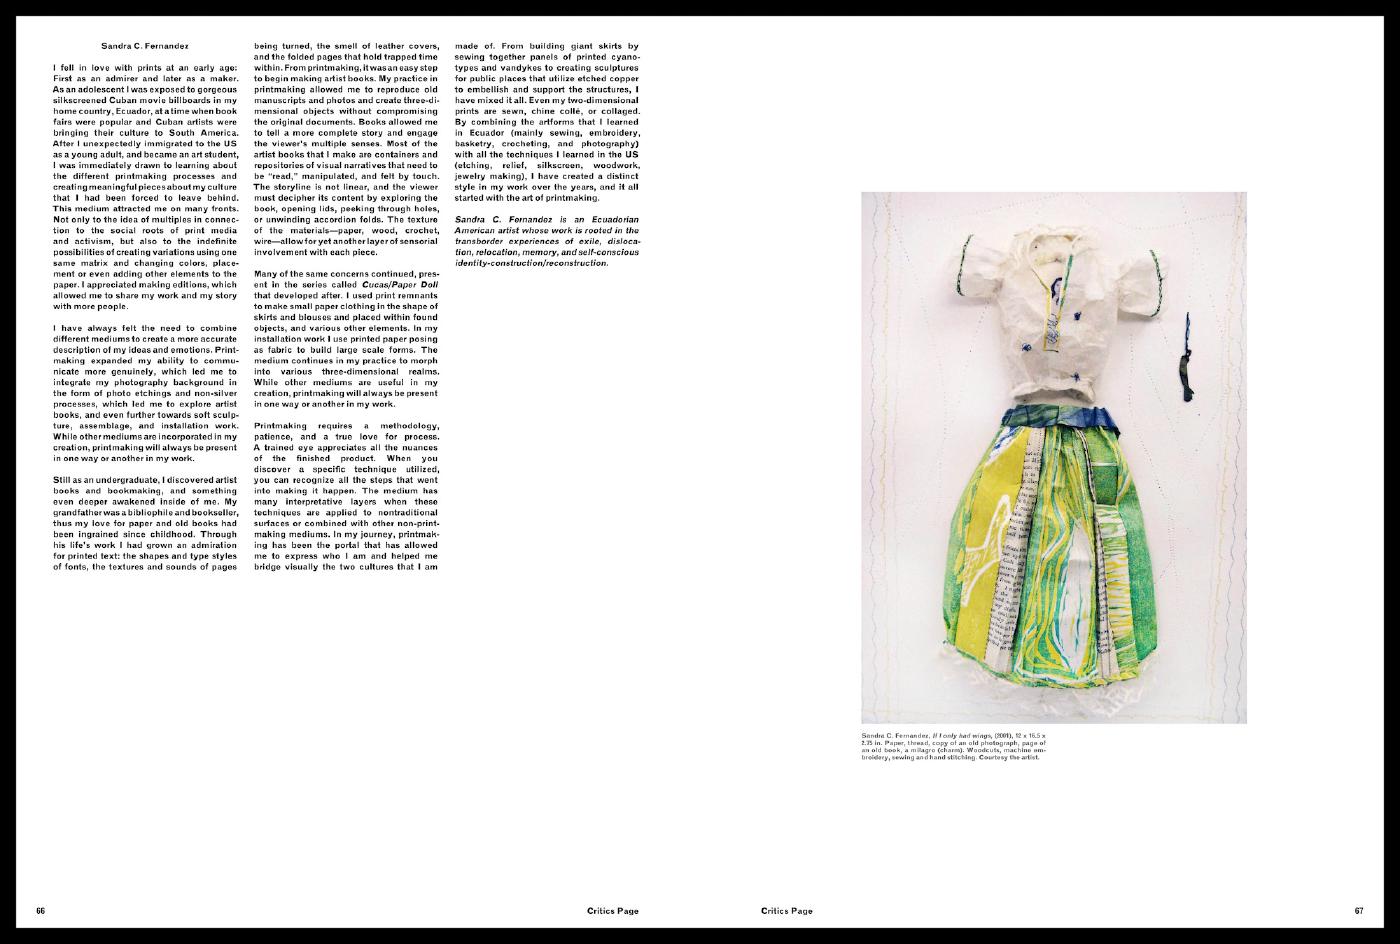 Sandra C. Fernandez
I fell in love with prints at an early age:
First as an admirer and later as a maker.
As an adolescent I was exposed to gorgeous
silkscreened Cuban movie billboards in my
home country, Ecuador, at a time when book
fairs were popular and Cuban artists were
bringing their culture to South America.
After I unexpectedly immigrated to the US
as a young adult, and became an art student,
I was immediately drawn to learning about
the different printmaking processes and
creating meaningful pieces about my culture
that I had been forced to leave behind.
This medium attracted me on many fronts.
Not only to the idea of multiples in connec-
tion to the social roots of print media
and activism, but also to the indefinite
possibilities of creating variations using one
same matrix and changing colors, place-
ment or even adding other elements to the
paper. I appreciated making editions, which
allowed me to share my work and my story
with more people.
I have always felt the need to combine
different mediums to create a more accurate
description of my ideas and emotions. Print-
making expanded my ability to commu-
nicate more genuinely, which led me to
integrate my photography background in
the form of photo etchings and non-silver
processes, which led me to explore artist
books, and even further towards soft sculp-
ture, assemblage, and installation work.
While other mediums are incorporated in my
creation, printmaking will always be present
in one way or another in my work.
Still as an undergraduate, I discovered artist
books and bookmaking, and something
even deeper awakened inside of me. My
grandfather was a bibliophile and bookseller,
thus my love for paper and old books had
been ingrained since childhood. Through
his life's work I had grown an admiration
for printed text: the shapes and type styles
of fonts, the textures and sounds of pages
being turned, the smell of leather covers,
and the folded pages that hold trapped time
within. From printmaking, it was an easy step
to begin making artist books. My practice in
printmaking allowed me to reproduce old
manuscripts and photos and create three-di-
mensional objects without compromising
the original documents. Books allowed me
to tell a more complete story and engage
the viewer's multiple senses. Most of the
artist books that I make are containers and
repositories of visual narratives that need to
be “read,” manipulated, and felt by touch.
The storyline is not linear, and the viewer
must decipher its content by exploring the
book, opening lids, peeking through holes,
or unwinding accordion folds. The texture
of the materials—paper, wood, crochet,
wire—allow for yet another layer of sensorial
involvement with each piece.
Many of the same concerns continued, pres-
ent in the series called Cucas/Paper Doll
that developed after. I used print remnants
to make small paper clothing in the shape of
skirts and blouses and placed within found
objects, and various other elements. In my
installation work I use printed paper posing
as fabric to build large scale forms. The
medium continues in my practice to morph
into various three-dimensional realms.
While other mediums are useful in my
creation, printmaking will always be present
in one way or another in my work.
Printmaking requires a methodology,
patience, and a true love for process.
A trained eye appreciates all the nuances
of the finished product. When you
discover a specific technique utilized,
you can recognize all the steps that went
into making it happen. The medium has
many interpretative layers when these
techniques are applied to nontraditional
surfaces or combined with other non-print-
making mediums. In my journey, printmak-
ing has been the portal that has allowed
me to express who I am and helped me
bridge visually the two cultures that I am
made of. From building giant skirts by
sewing together panels of printed cyano-
types and vandykes to creating sculptures
for public places that utilize etched copper
to embellish and support the structures, I
have mixed it all. Even my two-dimensional
prints are sewn, chine collé, or collaged.
By combining the artforms that I learned
in Ecuador (mainly sewing, embroidery,
basketry, crocheting, and photography)
with all the techniques I learned in the US
(etching, relief, silkscreen, woodwork,
jewelry making), I have created a distinct
style in my work over the years, and it all
started with the art of printmaking.
Sandra C. Fernandez is an Ecuadorian
American artist whose work is rooted in the
transborder experiences of exile, disloca-
tion, relocation, memory, and self-conscious
identity-construction/reconstruction.
Sandra C. Fernandez, If I only had wings, (2001), 12 x 16.5 x
2.75 in. Paper, thread, copy of an old photograph, page of
an old book, a milagro (charm). Woodcuts, machine em-
broidery, sewing and hand stitching. Courtesy the artist.
66
Critics Page
Critics Page
67